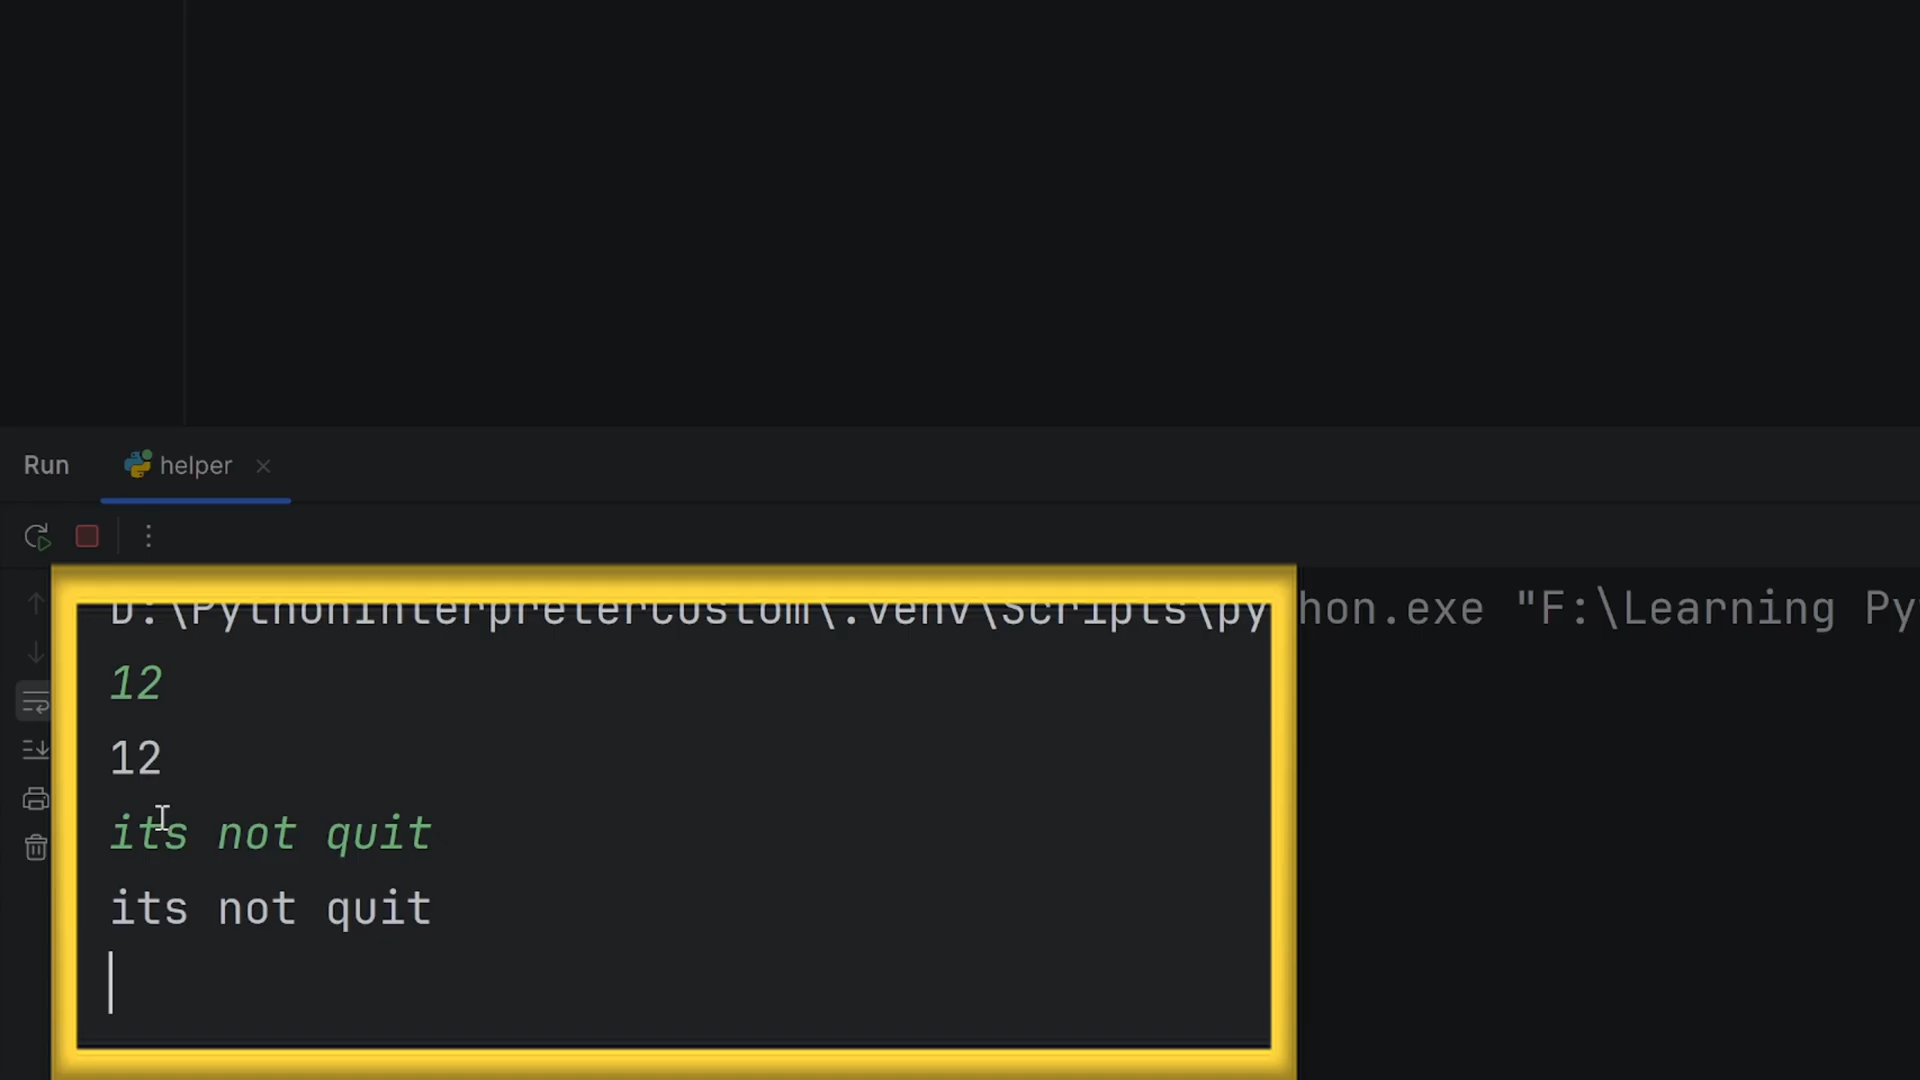 Run helper
D:\PythonInterpreterCustom\.venv\Scripts\python.exe "F:\Learning Py
12
12
its not quit
its not quit